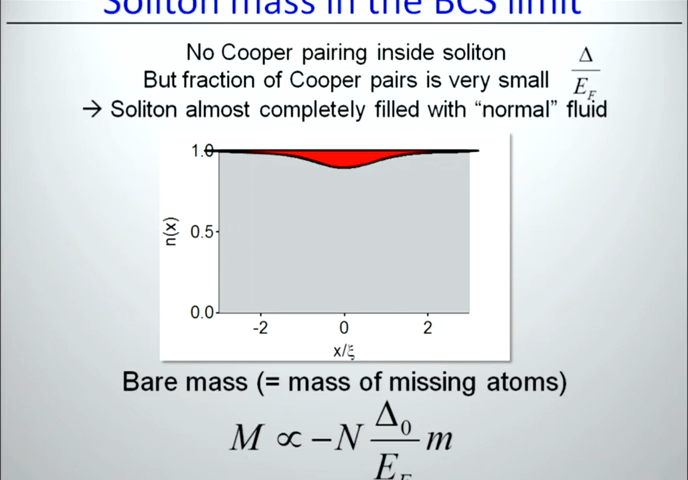 Soliton mass in the BCS limit
No Cooper pairing inside soliton
But fraction of Cooper pairs is very small Δ/E_F
→ Soliton almost completely filled with “normal” fluid
1.0
0.5
0.0
n(x)
-2 0 2
x/ξ
Bare mass (= mass of missing atoms)
M ∝ −N Δ₀/E_F m